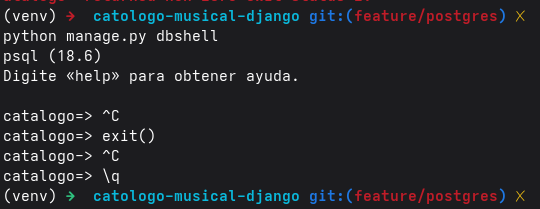 (venv) → catologo-musical-django git:(feature/postgres) ✗
python manage.py dbshell
psql (18.6)
Digite «help» para obtener ayuda.
catalogo=> ^C
catalogo=> exit()
catalogo-> ^C
catalogo=> \q
(venv) → catologo-musical-django git:(feature/postgres) ✗